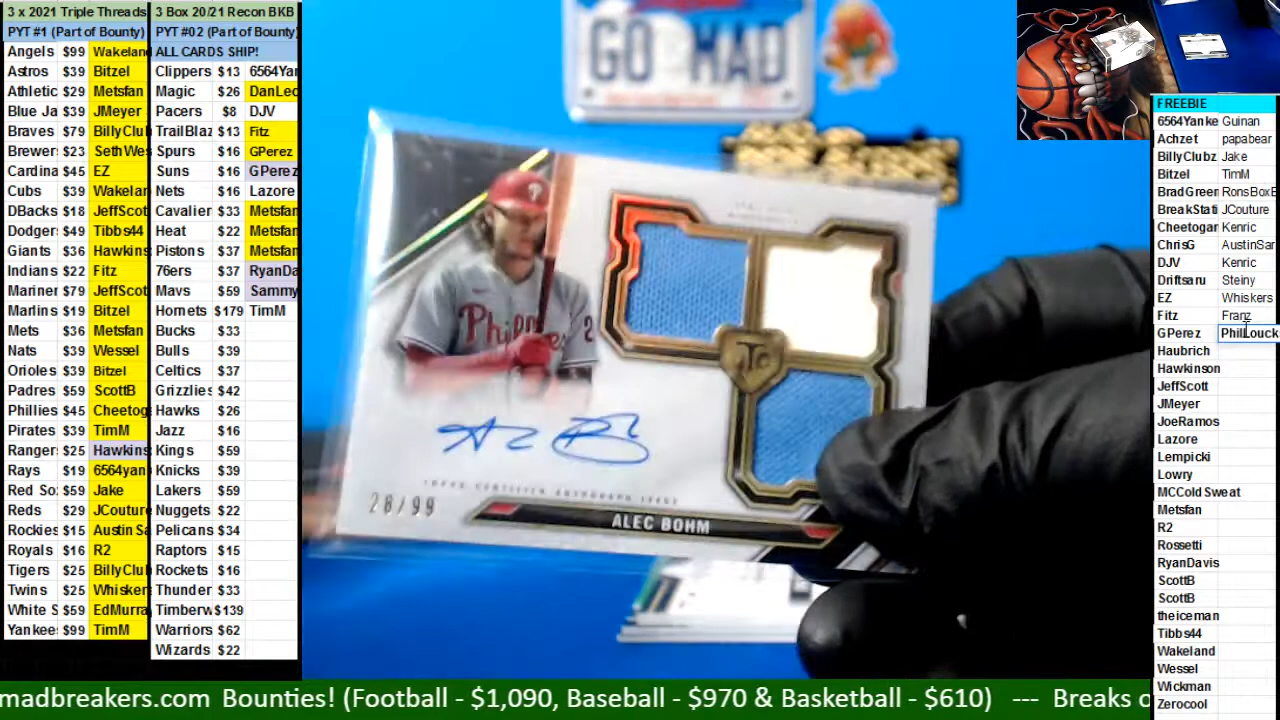 3 x 2021 Triple Threads
PYT #1 (Part of Bounty)
Angels $99 Wakeland
Astros $39 Bitzel
Athletic $29 Metsfan
Blue Ja $39 JMeyer
Braves $79 BillyClub
Brewer $23 SethWes
Cardina $45 EZ
Cubs $39 Wakelan
DBacks $18 JeffScot
Dodger $49 Tibbs44
Giants $36 Hawkins
Indians $22 Fitz
Mariner $79 JeffScot
Marlins $19 Bitzel
Mets $36 Metsfan
Nats $39 Wessel
Orioles $39 Bitzel
Padres $59 ScottB
Phillies $45 Cheetog
Pirates $39 TimM
Ranger $25 Hawkins
Rays $19 6564yan
Red So $59 Jake
Reds $29 JCouture
Rockies $15 Austin Sa
Royals $16 R2
Tigers $25 BillyClu
Twins $25 Whisker
White S $59 EdMurra
Yankee $99 TimM
3 Box 20/21 Recon BKB
PYT #02 (Part of Bounty)
ALL CARDS SHIP!
Clippers $13 6564Yan
Magic $26 DanLeo
Pacers $8 DJV
TrailBlaz $13 Fitz
Spurs $16 GPerez
Suns $16 GPerez
Nets $16 Lazore
Cavalier $33 Metsfan
Heat $22 Metsfan
Pistons $37 Metsfan
76ers $37 RyanDa
Mavs $59 Sammy
Hornets $179 TimM
Bucks $33
Bulls $39
Celtics $37
Grizzlies $42
Hawks $26
Jazz $16
Kings $59
Knicks $39
Lakers $59
Nuggets $22
Pelicans $34
Raptors $15
Rockets $16
Thunder $33
Timberw $139
Warriors $62
Wizards $22
GO MAD
Phil 2
TOPPS CERTIFIED AUTOGRAPH ISSUE
28/99
ALEC BOHM
FREEBIE
6564Yanke Guinan
Achzet papabear
BillyClubz Jake
Bitzel TimM
BradGreen RonsBoxB
BreakStati JCouture
Cheetogar Kenric
ChrisG AustinSar
DJV Kenric
Driftsaru Steiny
EZ Whiskers
Fitz Franz
GPerez PhilLouck
Haubrich
Hawkinson
JeffScott
JMeyer
JoeRamos
Lazore
Lempicki
Lowry
MCCold Sweat
Metsfan
R2
Rossetti
RyanDavis
ScottB
ScottB
theiceman
Tibbs44
Wakeland
Wessel
Wickman
Zerocool
madbreakers.com Bounties! (Football - $1,090, Baseball - $970 & Basketball - $610) --- Breaks o